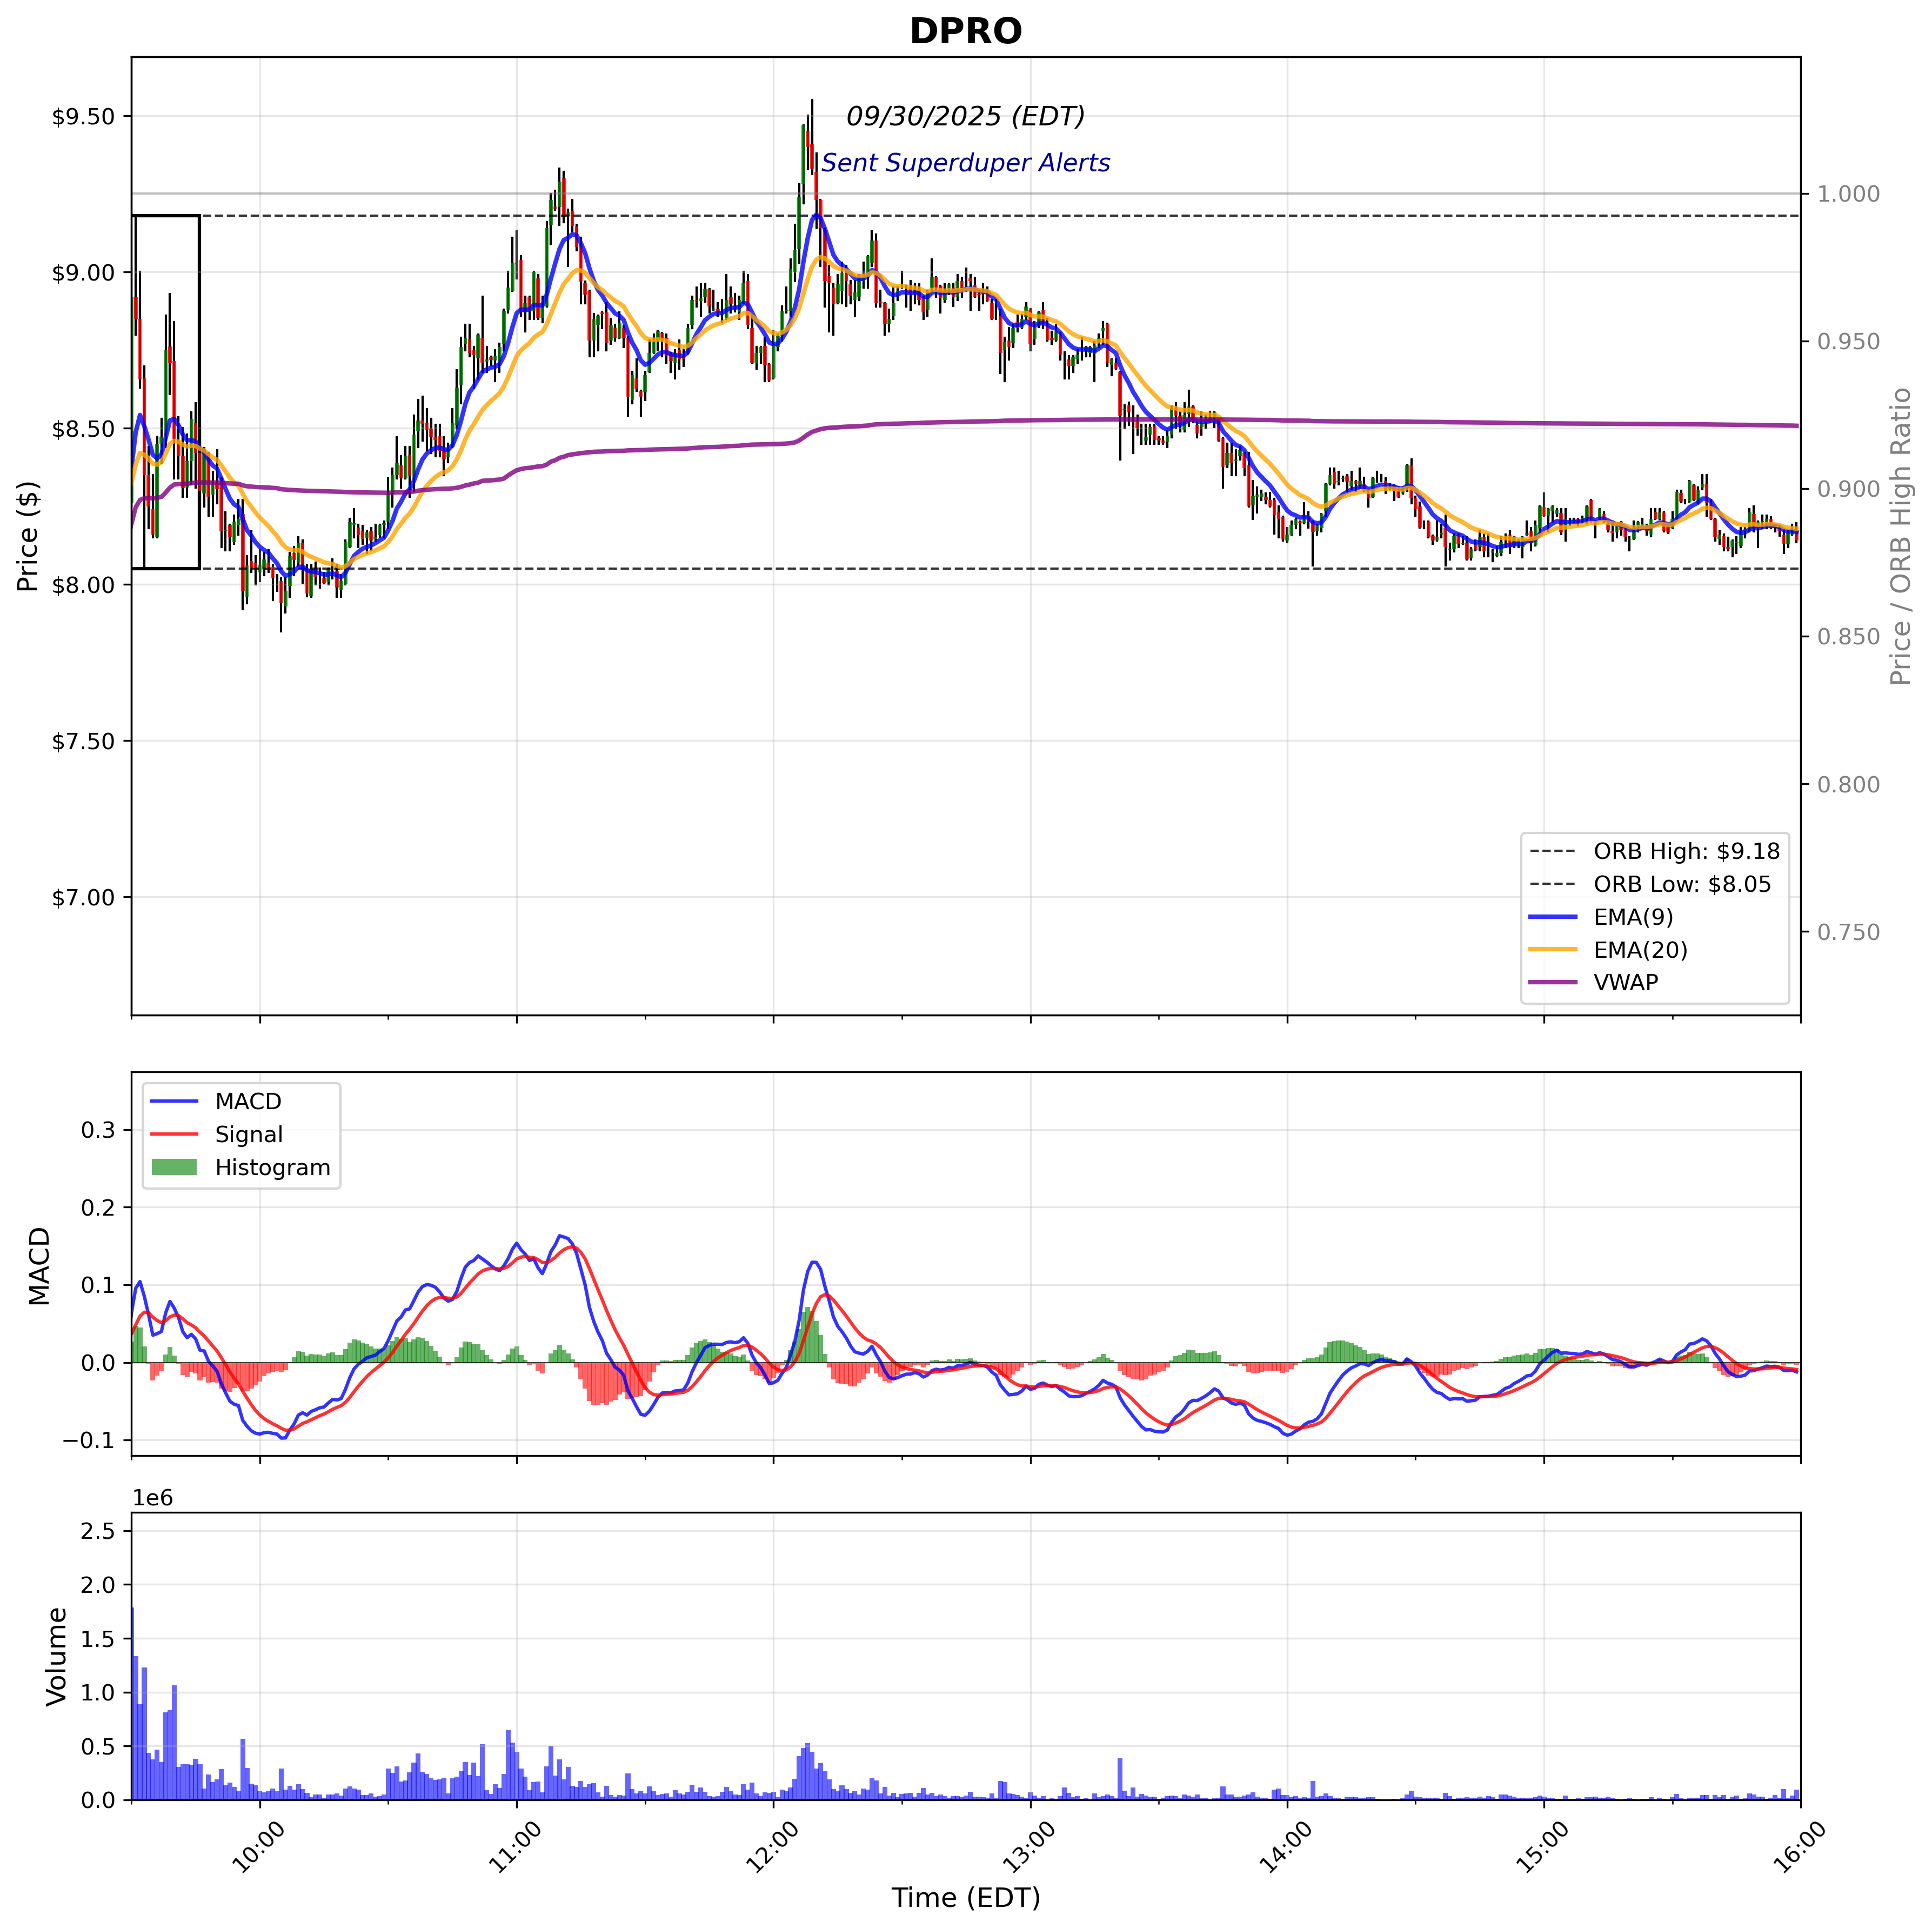 DPRO
09/30/2025 (EDT)
Sent Superduper Alerts
Price ($)
$9.50
$9.00
$8.50
$8.00
$7.50
$7.00
1.000
0.950
0.900
0.850
0.800
0.750
Price / ORB High Ratio
ORB High: $9.18
ORB Low: $8.05
EMA(9)
EMA(20)
VWAP
MACD
0.3
0.2
0.1
0.0
−0.1
MACD
Signal
Histogram
1e6
Volume
2.5
2.0
1.5
1.0
0.5
0.0
10:00
11:00
12:00
13:00
14:00
15:00
16:00
Time (EDT)